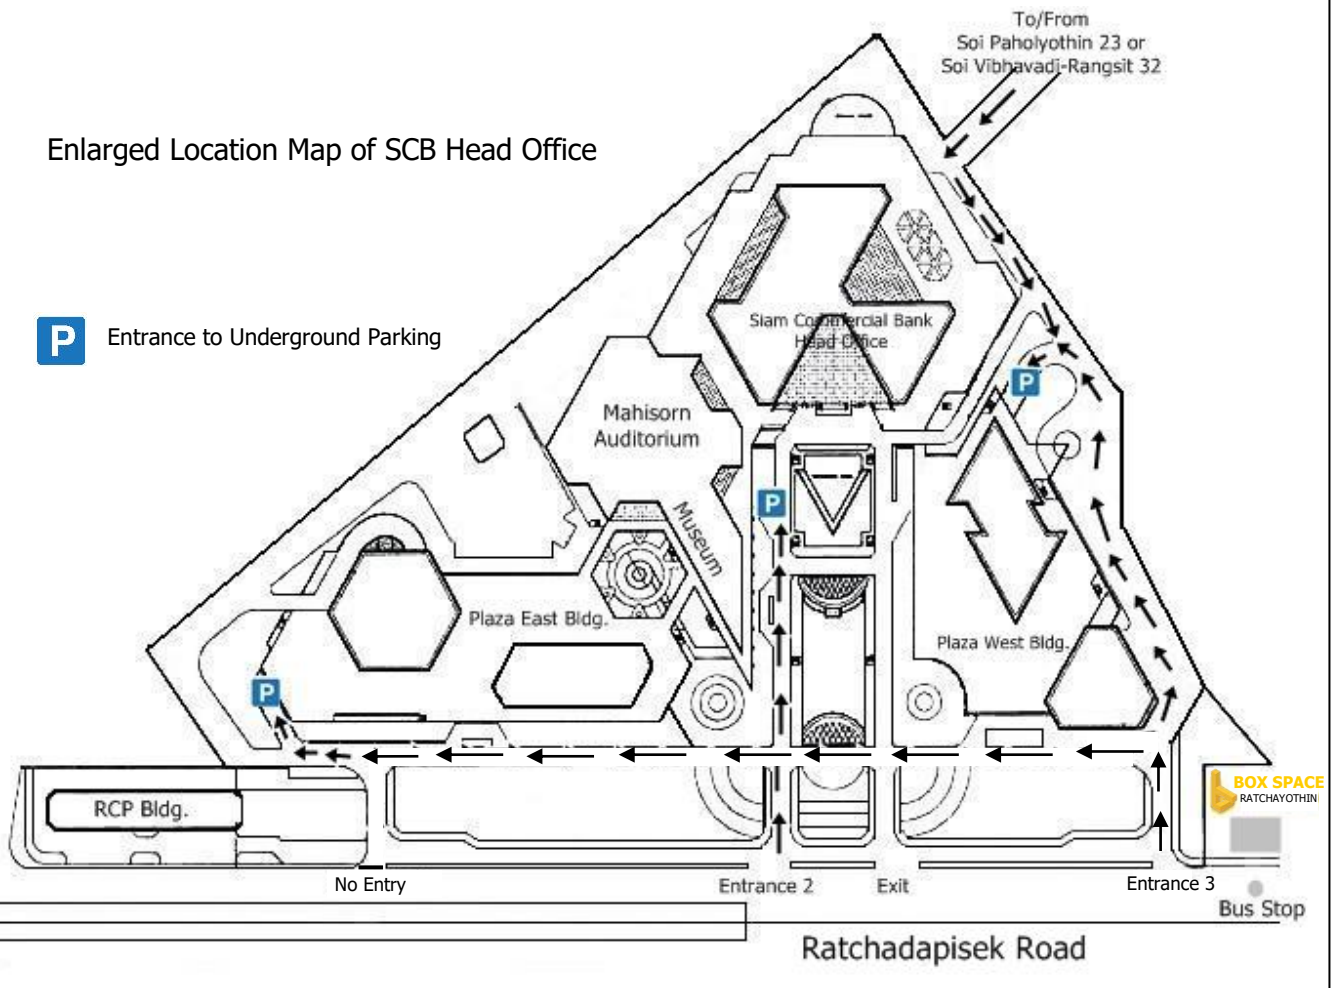 To/From
Soi Paholyothin 23 or
Soi Vibhavadi-Rangsit 32
Enlarged Location Map of SCB Head Office
P Entrance to Underground Parking
Siam Commercial Bank
Head Office
P
Mahisorn
Auditorium
P
Museum
Plaza East Bldg.
Plaza West Bldg.
P
BOX SPACE
RATCHAYOTHIN
RCP Bldg.
No Entry
Entrance 2
Exit
Entrance 3
Bus Stop
Ratchadapisek Road